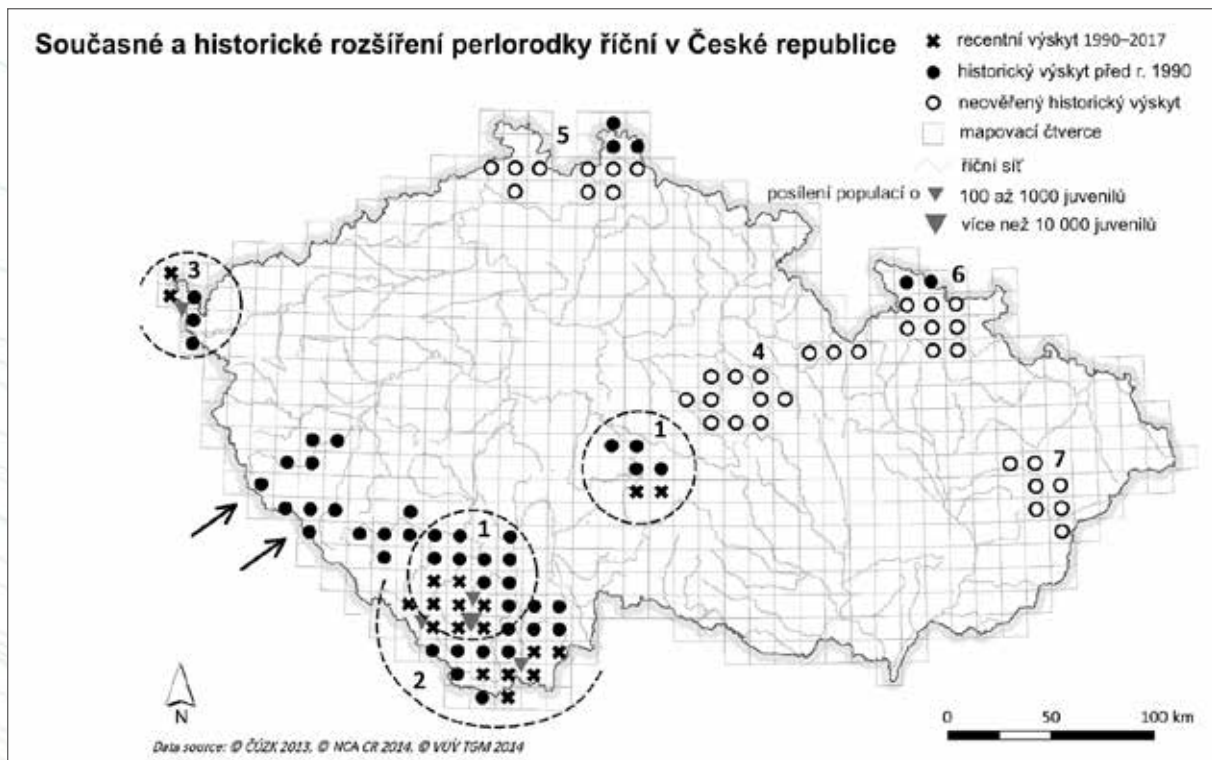 Současné a historické rozšíření perlorodky říční v České republice
recentní výskyt 1990–2017
historický výskyt před r. 1990
neověřený historický výskyt
mapovací čtverce
říční síť
posílení populací o
100 až 1000 juvenilů
více než 10 000 juvenilů
5
3
6
4
1
7
1
2
N
0 50 100 km
Data source: © ČÚZK 2013, © NCA CR 2014, © VÚV TGM 2014